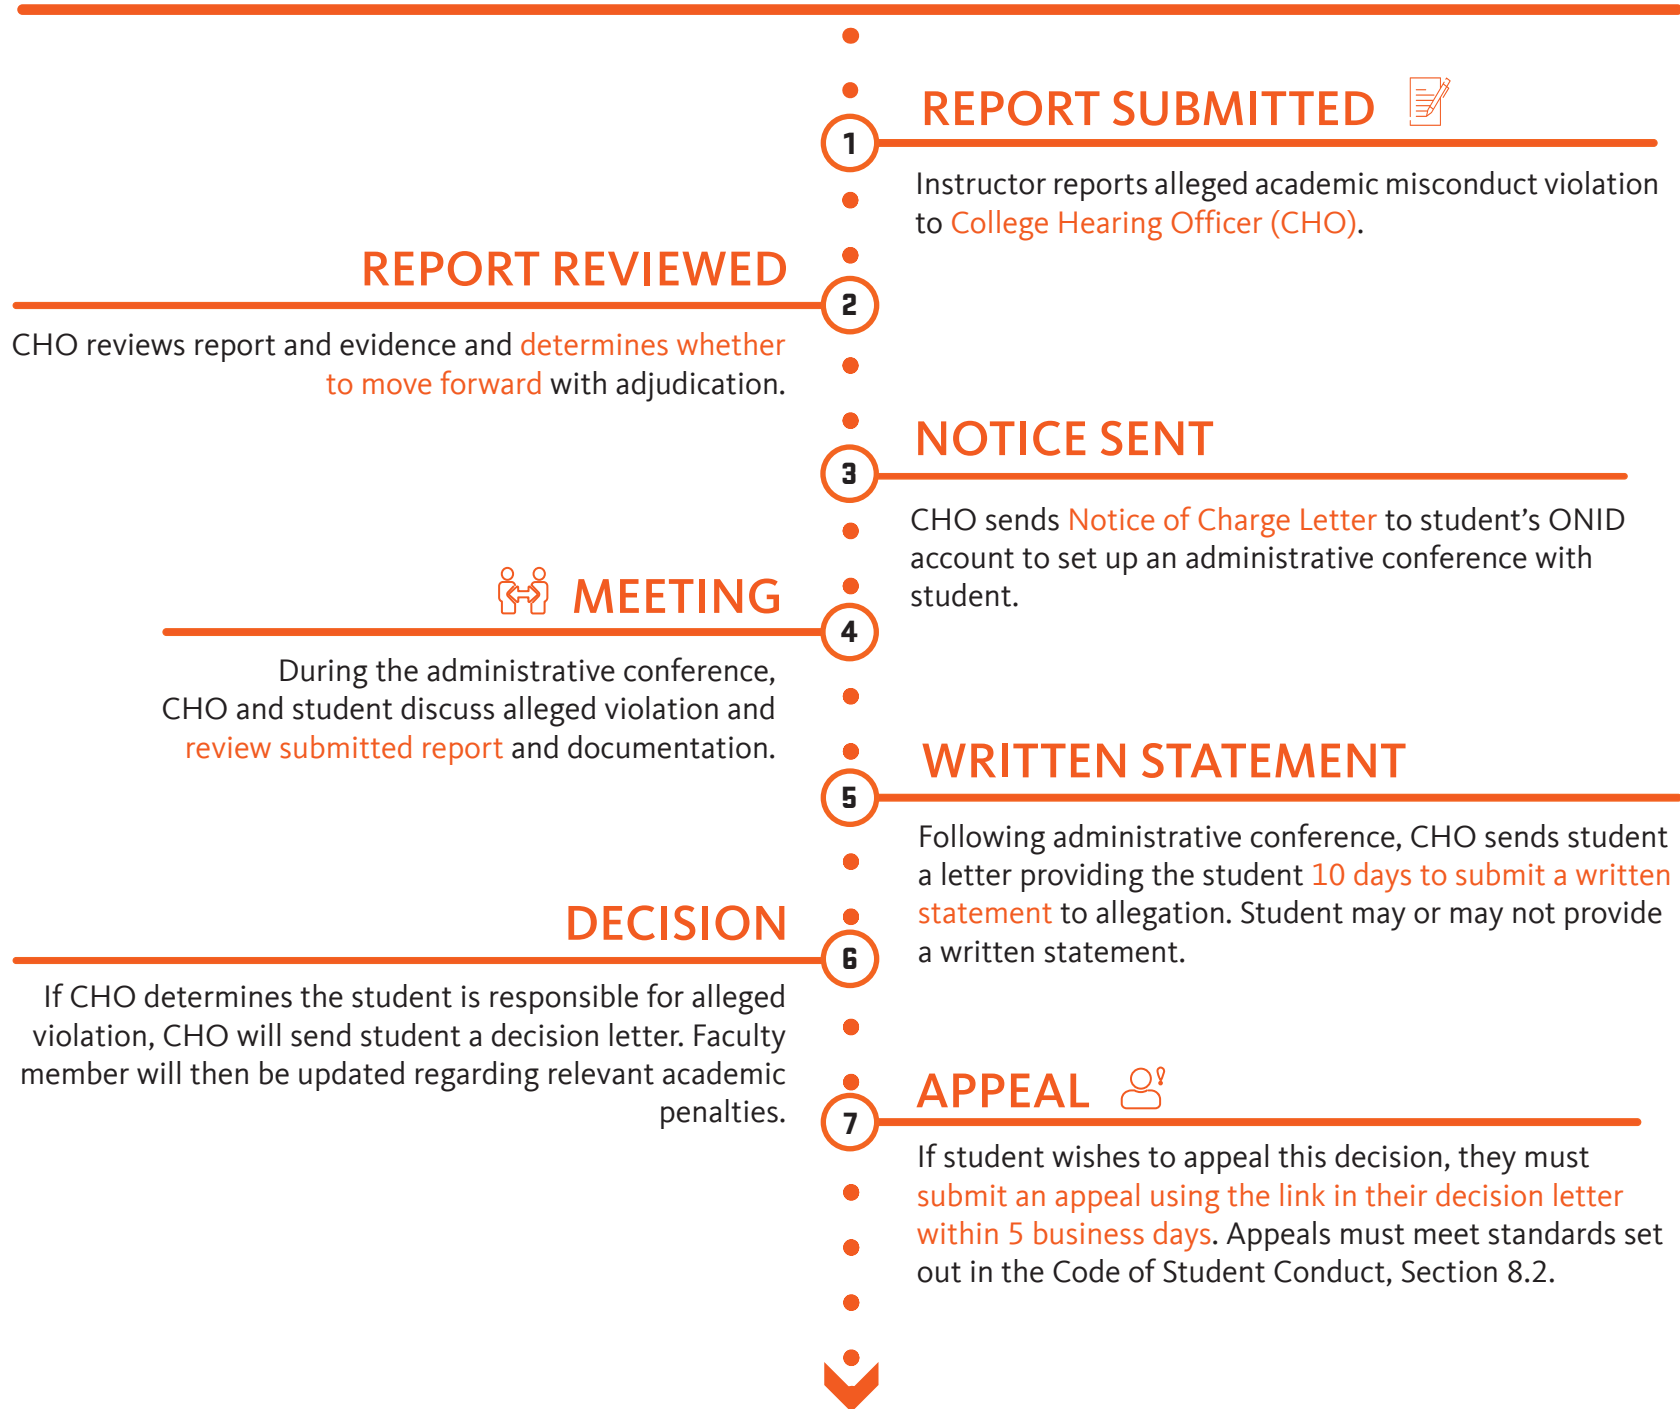 REPORT SUBMITTED
1
Instructor reports alleged academic misconduct violation
to College Hearing Officer (CHO).
REPORT REVIEWED
2
CHO reviews report and evidence and determines whether
to move forward with adjudication.
NOTICE SENT
3
CHO sends Notice of Charge Letter to student’s ONID
account to set up an administrative conference with
student.
MEETING
4
During the administrative conference,
CHO and student discuss alleged violation and
review submitted report and documentation.
WRITTEN STATEMENT
5
Following administrative conference, CHO sends student
a letter providing the student 10 days to submit a written
statement to allegation. Student may or may not provide
a written statement.
DECISION
6
If CHO determines the student is responsible for alleged
violation, CHO will send student a decision letter. Faculty
member will then be updated regarding relevant academic
penalties.
APPEAL
7
If student wishes to appeal this decision, they must
submit an appeal using the link in their decision letter
within 5 business days. Appeals must meet standards set
out in the Code of Student Conduct, Section 8.2.